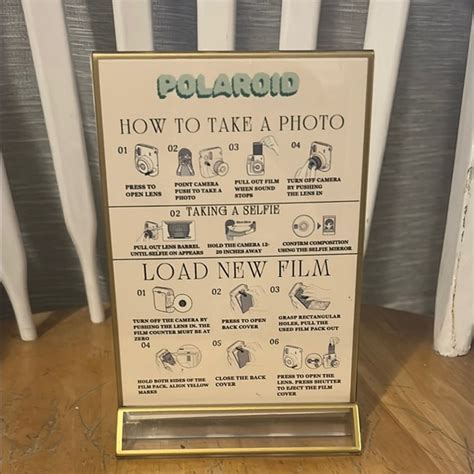 POLAROID
HOW TO TAKE A PHOTO
01 02 03 04
PRESS TO
OPEN LENS
POINT CAMERA
PUSH TO TAKE A
PHOTO
PULL OUT FILM
WHEN SOUND
STOPS
TURN OFF CAMERA
BY PUSHING
THE LENS IN
TAKING A SELFIE
02
PULL OUT LENS BARREL
UNTIL SELFIE ON APPEARS
HOLD THE CAMERA 12-
20 INCHES AWAY
CONFIRM COMPOSITION
USING THE SELFIE MIRROR
LOAD NEW FILM
01 02 03
TURN OFF THE CAMERA BY
PUSHING THE LENS IN, THE
FILM COUNTER MUST BE AT
ZERO
PRESS TO OPEN
BACK COVER
GRASP RECTANGULAR
HOLES, PULL THE
USED FILM PACK OUT
04 05 06
HOLD BOTH SIDES OF
THE FILM PACK. ALIGN YELLOW
MARKS
CLOSE THE BACK
COVER
PRESS TO OPEN THE
LENS. PRESS SHUTTER
TO EJECT THE FILM
COVER